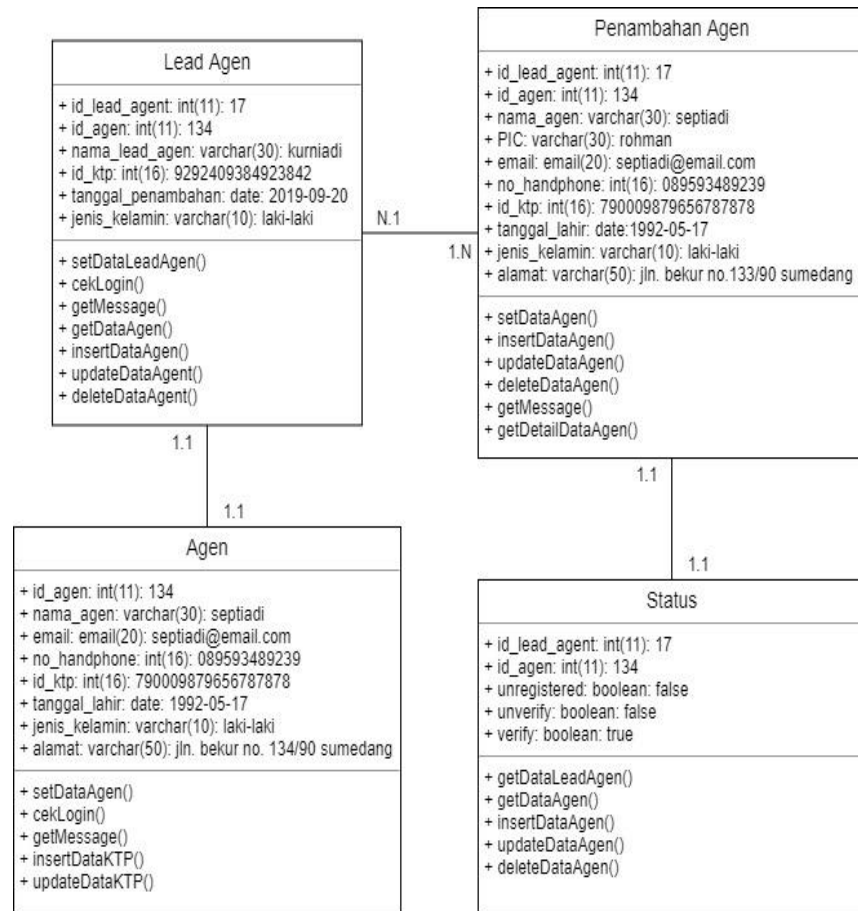 Lead Agen
+ id_lead_agent: int(11): 17
+ id_agen: int(11): 134
+ nama_lead_agen: varchar(30): kurniadi
+ id_ktp: int(16): 9292409384923842
+ tanggal_penambahan: date: 2019-09-20
+ jenis_kelamin: varchar(10): laki-laki
+ setDataLeadAgen()
+ cekLogin()
+ getMessage()
+ getDataAgen()
+ insertDataAgen()
+ updateDataAgent()
+ deleteDataAgent()
N.1
1.N
Penambahan Agen
+ id_lead_agent: int(11): 17
+ id_agen: int(11): 134
+ nama_agen: varchar(30): septiadi
+ PIC: varchar(30): rohman
+ email: email(20): septiadi@email.com
+ no_handphone: int(16): 089593489239
+ id_ktp: int(16): 790009879656787878
+ tanggal_lahir: date:1992-05-17
+ jenis_kelamin: varchar(10): laki-laki
+ alamat: varchar(50): jln. bekur no.133/90 sumedang
+ setDataAgen()
+ insertDataAgen()
+ updateDataAgen()
+ deleteDataAgen()
+ getMessage()
+ getDetailDataAgen()
1.1
1.1
Agen
+ id_agen: int(11): 134
+ nama_agen: varchar(30): septiadi
+ email: email(20): septiadi@email.com
+ no_handphone: int(16): 089593489239
+ id_ktp: int(16): 790009879656787878
+ tanggal_lahir: date: 1992-05-17
+ jenis_kelamin: varchar(10): laki-laki
+ alamat: varchar(50): jln. bekur no. 134/90 sumedang
+ setDataAgen()
+ cekLogin()
+ getMessage()
+ insertDataKTP()
+ updateDataKTP()
1.1
1.1
Status
+ id_lead_agent: int(11): 17
+ id_agen: int(11): 134
+ unregistered: boolean: false
+ unverify: boolean: false
+ verify: boolean: true
+ getDataLeadAgen()
+ getDataAgen()
+ insertDataAgen()
+ updateDataAgen()
+ deleteDataAgen()